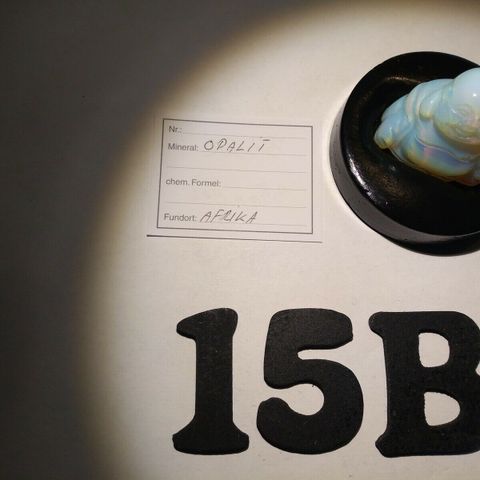 Nr.:
Mineral: OPALIT
chem. Formel:
Fundort: AFRIKA
15B